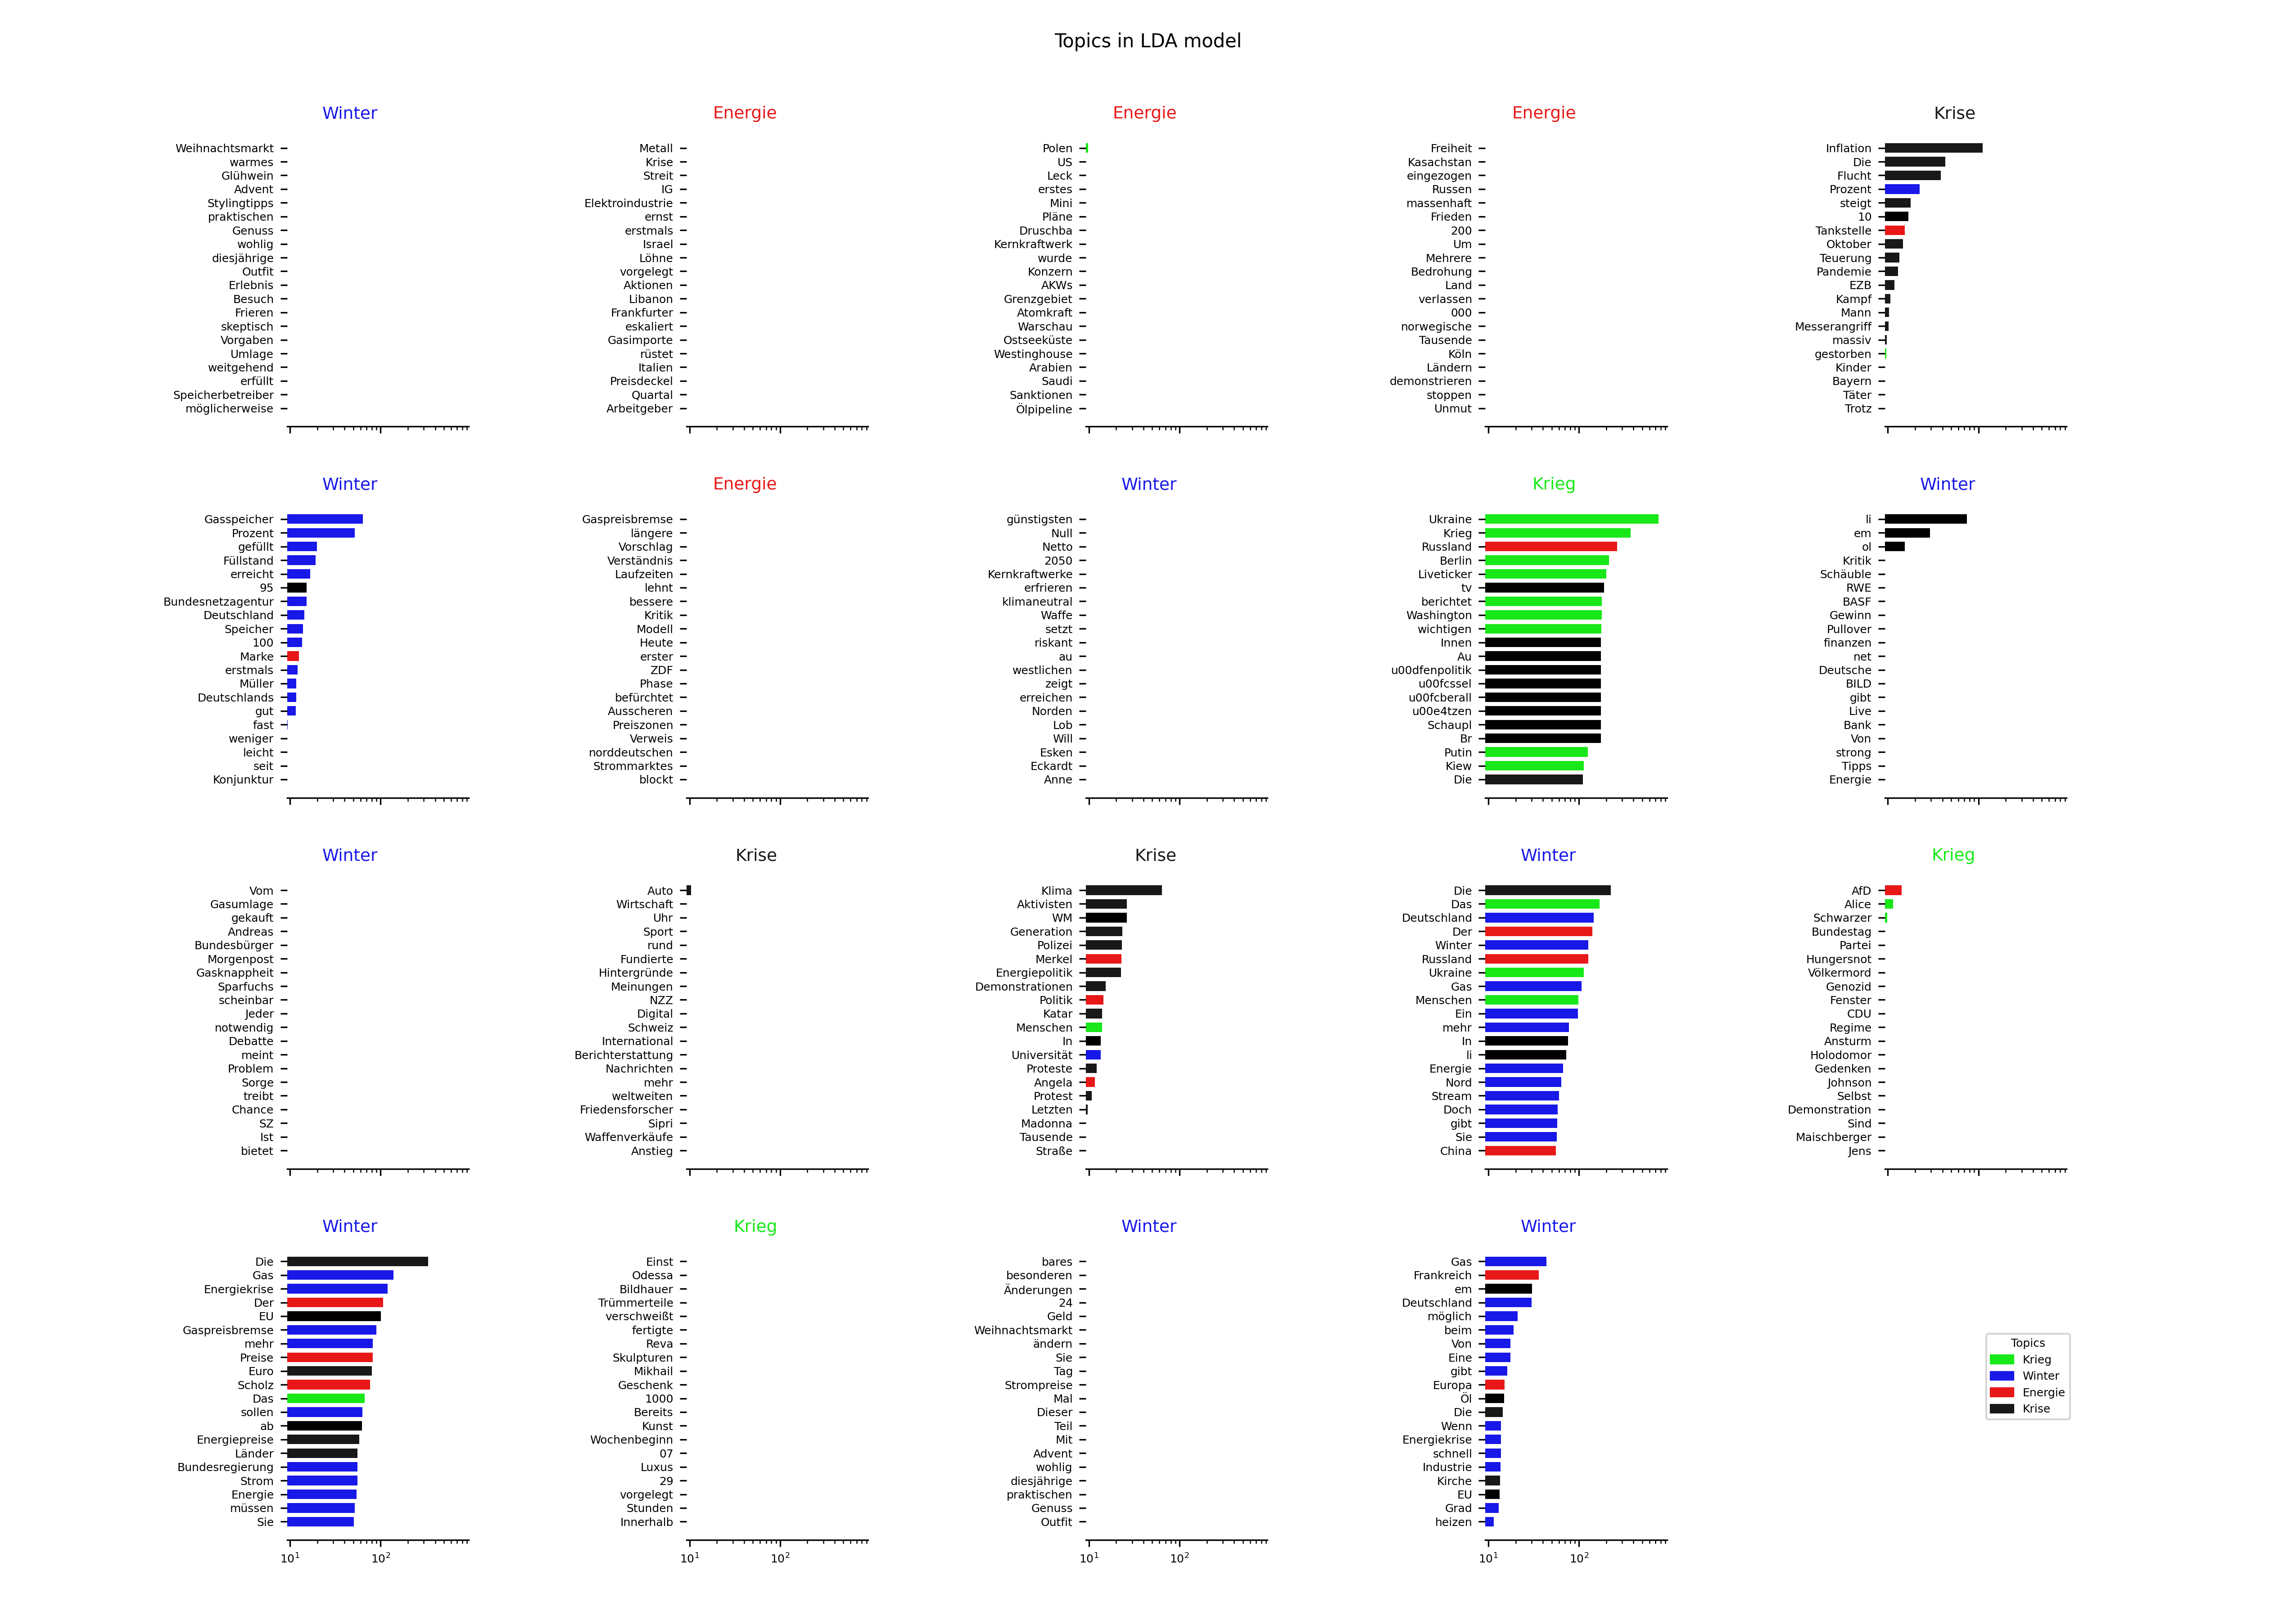 Topics in LDA model
Winter
Weihnachtsmarkt
warmes
Glühwein
Advent
Stylingtipps
praktischen
Genuss
wohlig
diesjährige
Outfit
Erlebnis
Besuch
Frieren
skeptisch
Vorgaben
Umlage
weitgehend
erfüllt
Speicherbetreiber
möglicherweise
Energie
Metall
Krise
Streit
IG
Elektroindustrie
ernst
erstmals
Israel
Löhne
vorgelegt
Aktionen
Libanon
Frankfurter
eskaliert
Gasimporte
rüstet
Italien
Preisdeckel
Quartal
Arbeitgeber
Energie
Polen
US
Leck
erstes
Mini
Pläne
Druschba
Kernkraftwerk
wurde
Konzern
AKWs
Grenzgebiet
Atomkraft
Warschau
Ostseeküste
Westinghouse
Arabien
Saudi
Sanktionen
Ölpipeline
Energie
Freiheit
Kasachstan
eingezogen
Russen
massenhaft
Frieden
200
Um
Mehrere
Bedrohung
Land
verlassen
000
norwegische
Tausende
Köln
Ländern
demonstrieren
stoppen
Unmut
Krise
Inflation
Die
Flucht
Prozent
steigt
10
Tankstelle
Oktober
Teuerung
Pandemie
EZB
Kampf
Mann
Messerangriff
massiv
gestorben
Kinder
Bayern
Täter
Trotz
Winter
Gasspeicher
Prozent
gefüllt
Füllstand
erreicht
95
Bundesnetzagentur
Deutschland
Speicher
100
Marke
erstmals
Müller
Deutschlands
gut
fast
weniger
leicht
seit
Konjunktur
Energie
Gaspreisbremse
längere
Vorschlag
Verständnis
Laufzeiten
lehnt
bessere
Kritik
Modell
Heute
erster
ZDF
Phase
befürchtet
Ausscheren
Preiszonen
Verweis
norddeutschen
Strommarktes
blockt
Winter
günstigsten
Null
Netto
2050
Kernkraftwerke
erfrieren
klimaneutral
Waffe
setzt
riskant
au
westlichen
zeigt
erreichen
Norden
Lob
Will
Esken
Eckardt
Anne
Krieg
Ukraine
Krieg
Russland
Berlin
Liveticker
tv
berichtet
Washington
wichtigen
Innen
Au
u00dfenpolitik
u00fcssel
u00fcberall
u00e4tzen
Schaupl
Br
Putin
Kiew
Die
Winter
li
em
ol
Kritik
Schäuble
RWE
BASF
Gewinn
Pullover
finanzen
net
Deutsche
BILD
gibt
Live
Bank
Von
strong
Tipps
Energie
Winter
Vom
Gasumlage
gekauft
Andreas
Bundesbürger
Morgenpost
Gasknappheit
Sparfuchs
scheinbar
Jeder
notwendig
Debatte
meint
Problem
Sorge
treibt
Chance
SZ
Ist
bietet
Krise
Auto
Wirtschaft
Uhr
Sport
rund
Fundierte
Hintergründe
Meinungen
NZZ
Digital
Schweiz
International
Berichterstattung
Nachrichten
mehr
weltweiten
Friedensforscher
Sipri
Waffenverkäufe
Anstieg
Krise
Klima
Aktivisten
WM
Generation
Polizei
Merkel
Energiepolitik
Demonstrationen
Politik
Katar
Menschen
In
Universität
Proteste
Angela
Protest
Letzten
Madonna
Tausende
Straße
Winter
Die
Das
Deutschland
Der
Winter
Russland
Ukraine
Gas
Menschen
Ein
mehr
In
li
Energie
Nord
Stream
Doch
gibt
Sie
China
Krieg
AfD
Alice
Schwarzer
Bundestag
Partei
Hungersnot
Völkermord
Genozid
Fenster
CDU
Regime
Ansturm
Holodomor
Gedenken
Johnson
Selbst
Demonstration
Sind
Maischberger
Jens
Winter
Die
Gas
Energiekrise
Der
EU
Gaspreisbremse
mehr
Preise
Euro
Scholz
Das
sollen
ab
Energiepreise
Länder
Bundesregierung
Strom
Energie
müssen
Sie
10¹ 10²
Krieg
Einst
Odessa
Bildhauer
Trümmerteile
verschweißt
fertigte
Reva
Skulpturen
Mikhail
Geschenk
1000
Bereits
Kunst
Wochenbeginn
07
Luxus
29
vorgelegt
Stunden
Innerhalb
10¹ 10²
Winter
bares
besonderen
Änderungen
24
Geld
Weihnachtsmarkt
ändern
Sie
Tag
Strompreise
Mal
Dieser
Teil
Mit
Advent
wohlig
diesjährige
praktischen
Genuss
Outfit
10¹ 10²
Winter
Gas
Frankreich
em
Deutschland
möglich
beim
Von
Eine
gibt
Europa
Öl
Die
Wenn
Energiekrise
schnell
Industrie
Kirche
EU
Grad
heizen
10¹ 10²
Topics
Krieg
Winter
Energie
Krise